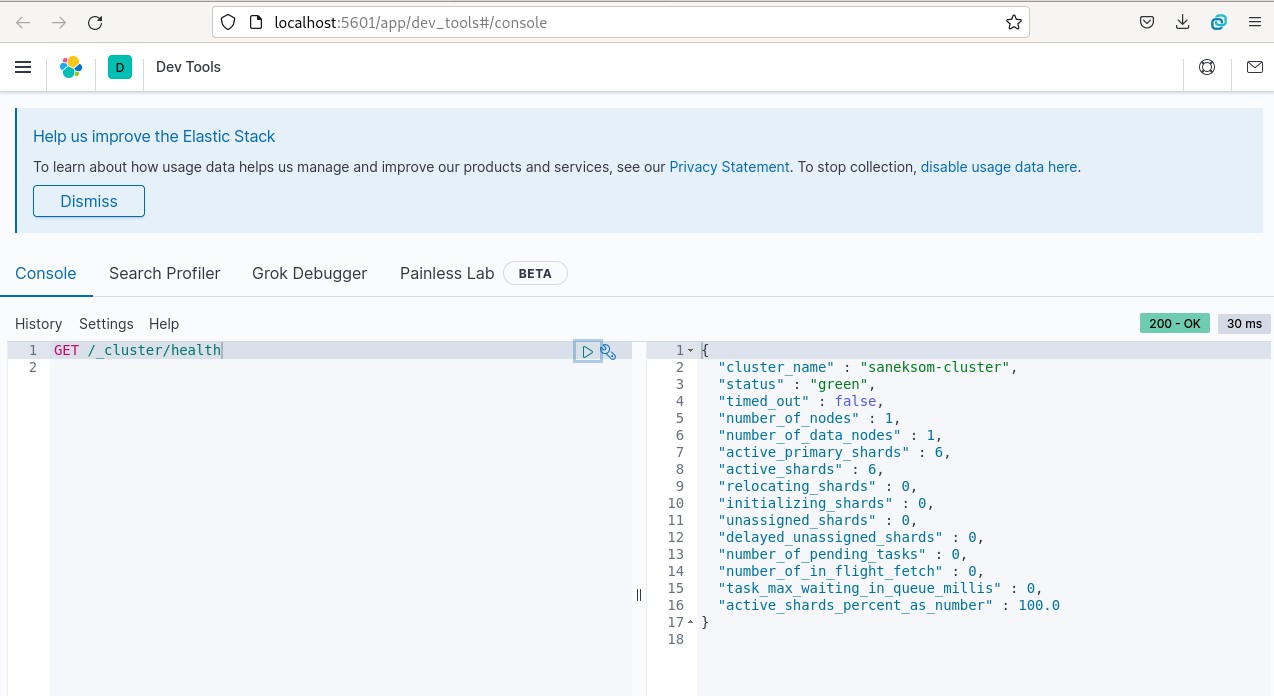 localhost:5601/app/dev_tools#/console
D Dev Tools
Help us improve the Elastic Stack
To learn about how usage data helps us manage and improve our products and services, see our Privacy Statement. To stop collection, disable usage data here.
Dismiss
Console Search Profiler Grok Debugger Painless Lab BETA
History Settings Help
200 - OK 30 ms
1 GET /_cluster/health
2
1 {
2 "cluster_name" : "saneksom-cluster",
3 "status" : "green",
4 "timed_out" : false,
5 "number_of_nodes" : 1,
6 "number_of_data_nodes" : 1,
7 "active_primary_shards" : 6,
8 "active_shards" : 6,
9 "relocating_shards" : 0,
10 "initializing_shards" : 0,
11 "unassigned_shards" : 0,
12 "delayed_unassigned_shards" : 0,
13 "number_of_pending_tasks" : 0,
14 "number_of_in_flight_fetch" : 0,
15 "task_max_waiting_in_queue_millis" : 0,
16 "active_shards_percent_as_number" : 100.0
17 }
18